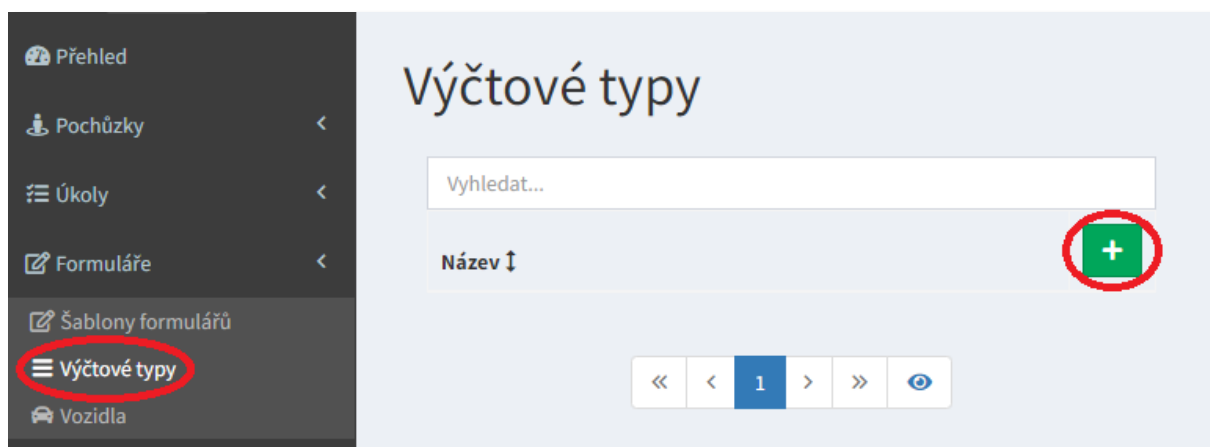 Přehled
Pochůzky
Úkoly
Formuláře
Šablony formulářů
Výčtové typy
Vozidla
Výčtové typy
Vyhledat...
Název
+
« < 1 > »